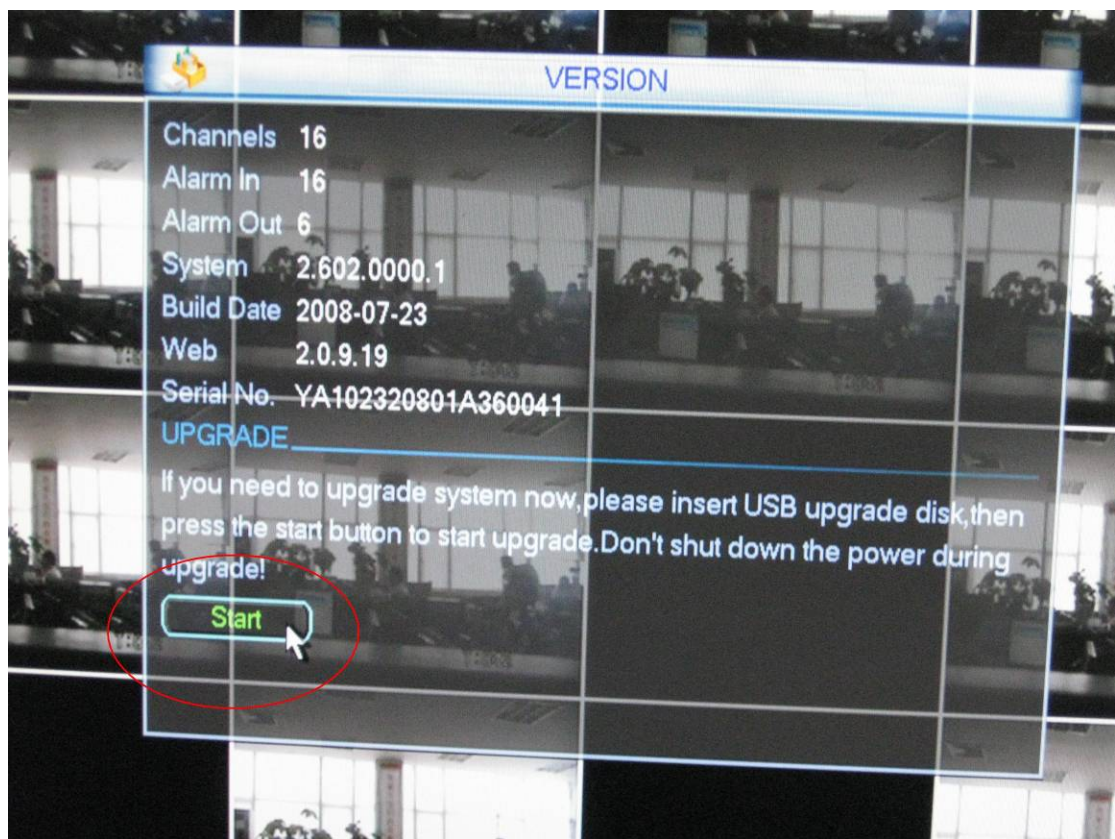 VERSION
Channels 16
Alarm In 16
Alarm Out 6
System 2.602.0000.1
Build Date 2008-07-23
Web 2.0.9.19
Serial No. YA102320801A360041
UPGRADE
If you need to upgrade system now,please insert USB upgrade disk,then
press the start button to start upgrade.Don't shut down the power during
upgrade!
Start